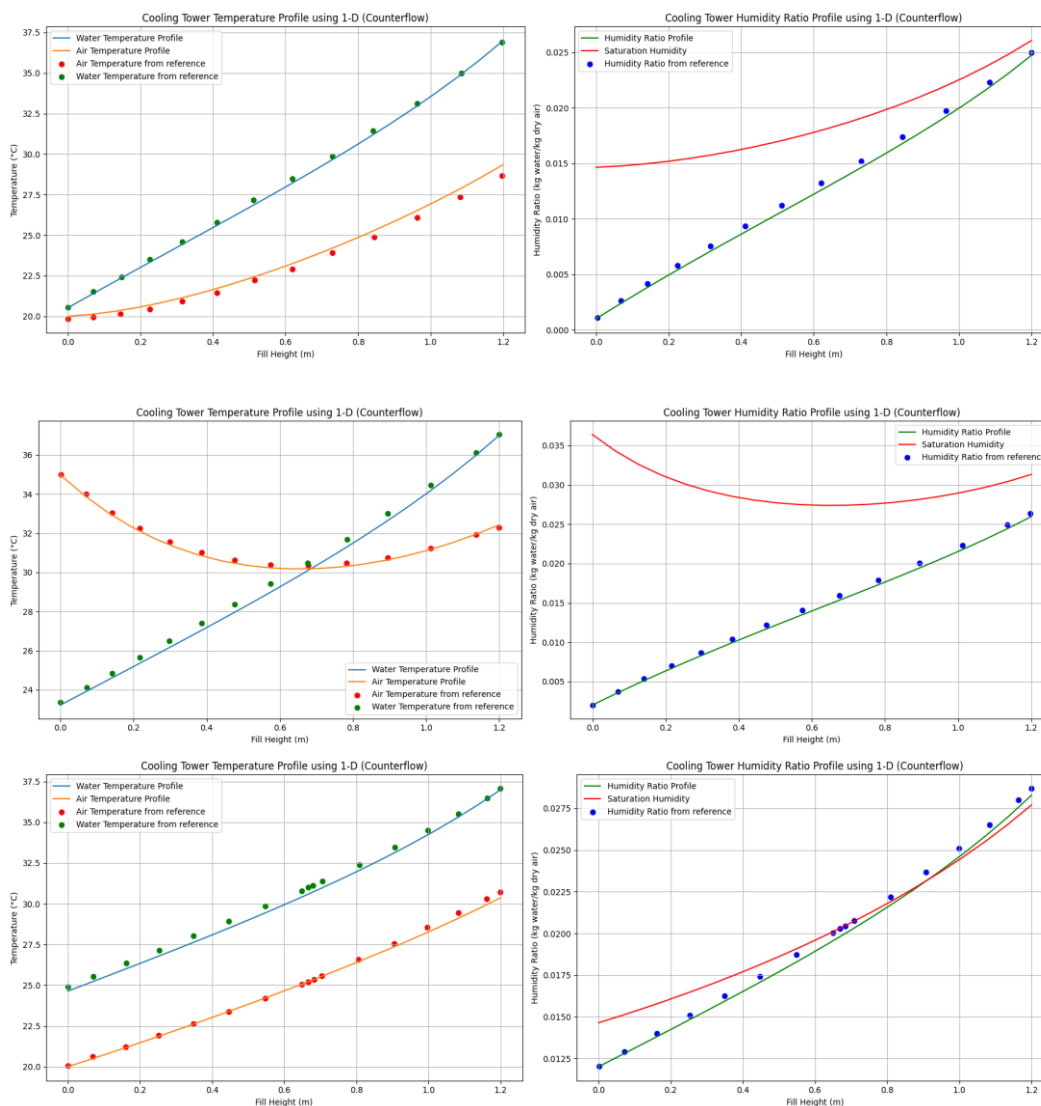 Cooling Tower Temperature Profile using 1-D (Counterflow)
37.5
35.0
32.5
30.0
27.5
25.0
22.5
20.0
Temperature (°C)
Water Temperature Profile
Air Temperature Profile
Air Temperature from reference
Water Temperature from reference
0.0 0.2 0.4 0.6 0.8 1.0 1.2
Fill Height (m)
Cooling Tower Humidity Ratio Profile using 1-D (Counterflow)
0.025
0.020
0.015
0.010
0.005
0.000
Humidity Ratio (kg water/kg dry air)
Humidity Ratio Profile
Saturation Humidity
Humidity Ratio from reference
0.0 0.2 0.4 0.6 0.8 1.0 1.2
Fill Height (m)
Cooling Tower Temperature Profile using 1-D (Counterflow)
36
34
32
30
28
26
24
Temperature (°C)
Water Temperature Profile
Air Temperature Profile
Air Temperature from reference
Water Temperature from reference
0.0 0.2 0.4 0.6 0.8 1.0 1.2
Fill Height (m)
Cooling Tower Humidity Ratio Profile using 1-D (Counterflow)
0.035
0.030
0.025
0.020
0.015
0.010
0.005
Humidity Ratio (kg water/kg dry air)
Humidity Ratio Profile
Saturation Humidity
Humidity Ratio from reference
0.0 0.2 0.4 0.6 0.8 1.0 1.2
Fill Height (m)
Cooling Tower Temperature Profile using 1-D (Counterflow)
37.5
35.0
32.5
30.0
27.5
25.0
22.5
20.0
Temperature (°C)
Water Temperature Profile
Air Temperature Profile
Air Temperature from reference
Water Temperature from reference
0.0 0.2 0.4 0.6 0.8 1.0 1.2
Fill Height (m)
Cooling Tower Humidity Ratio Profile using 1-D (Counterflow)
0.0275
0.0250
0.0225
0.0200
0.0175
0.0150
0.0125
Humidity Ratio (kg water/kg dry air)
Humidity Ratio Profile
Saturation Humidity
Humidity Ratio from reference
0.0 0.2 0.4 0.6 0.8 1.0 1.2
Fill Height (m)